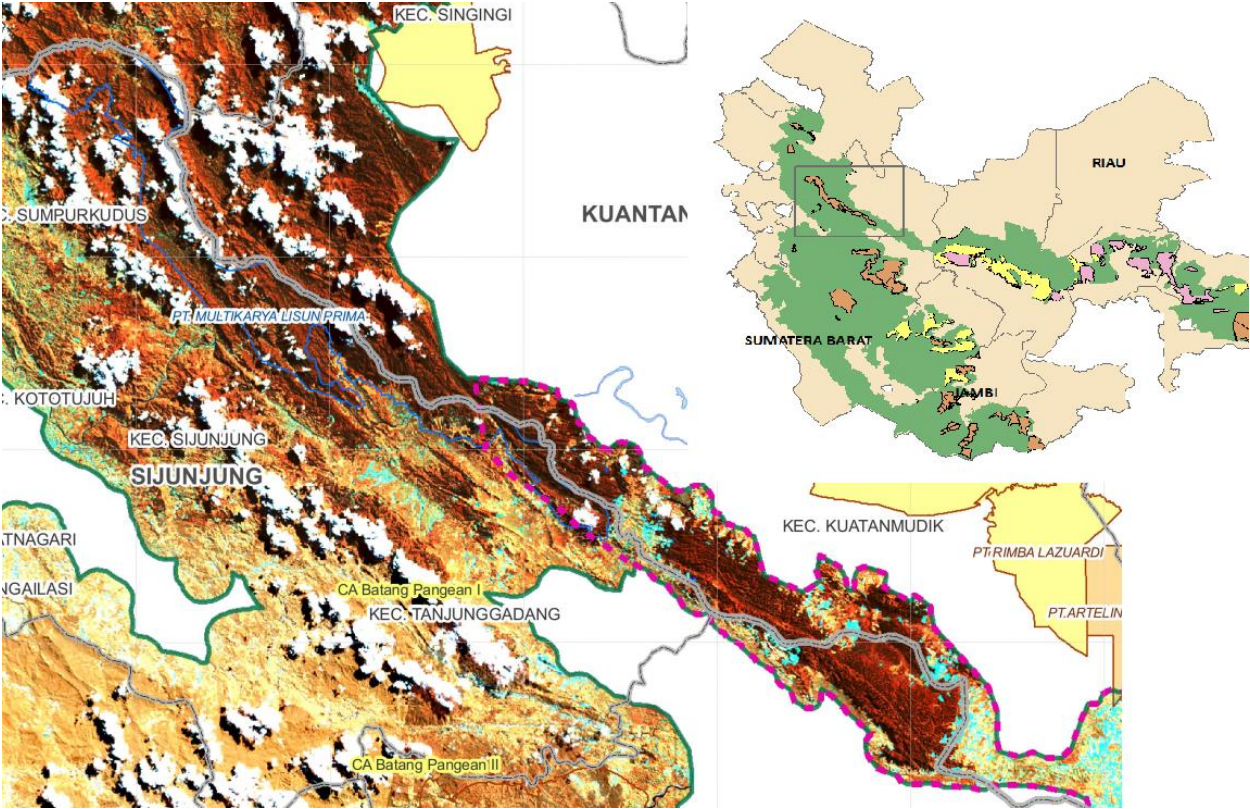 KEC. SINGINGI
RIAU
C. SUMPURKUDUS
KUANTAN
PT. MULTIKARYA LISUN PRIMA
SUMATERA BARAT
JAMBI
C. KOTOTUJUH
KEC. SIJUNJUNG
SIJUNJUNG
KEC. KUATANMUDIK
ATNAGARI
PT.RIMBA LAZUARDI
NGAILASI
CA Batang Pangean I
KEC. TANJUNGGADANG
PT.ARTELIN
CA Batang Pangean II